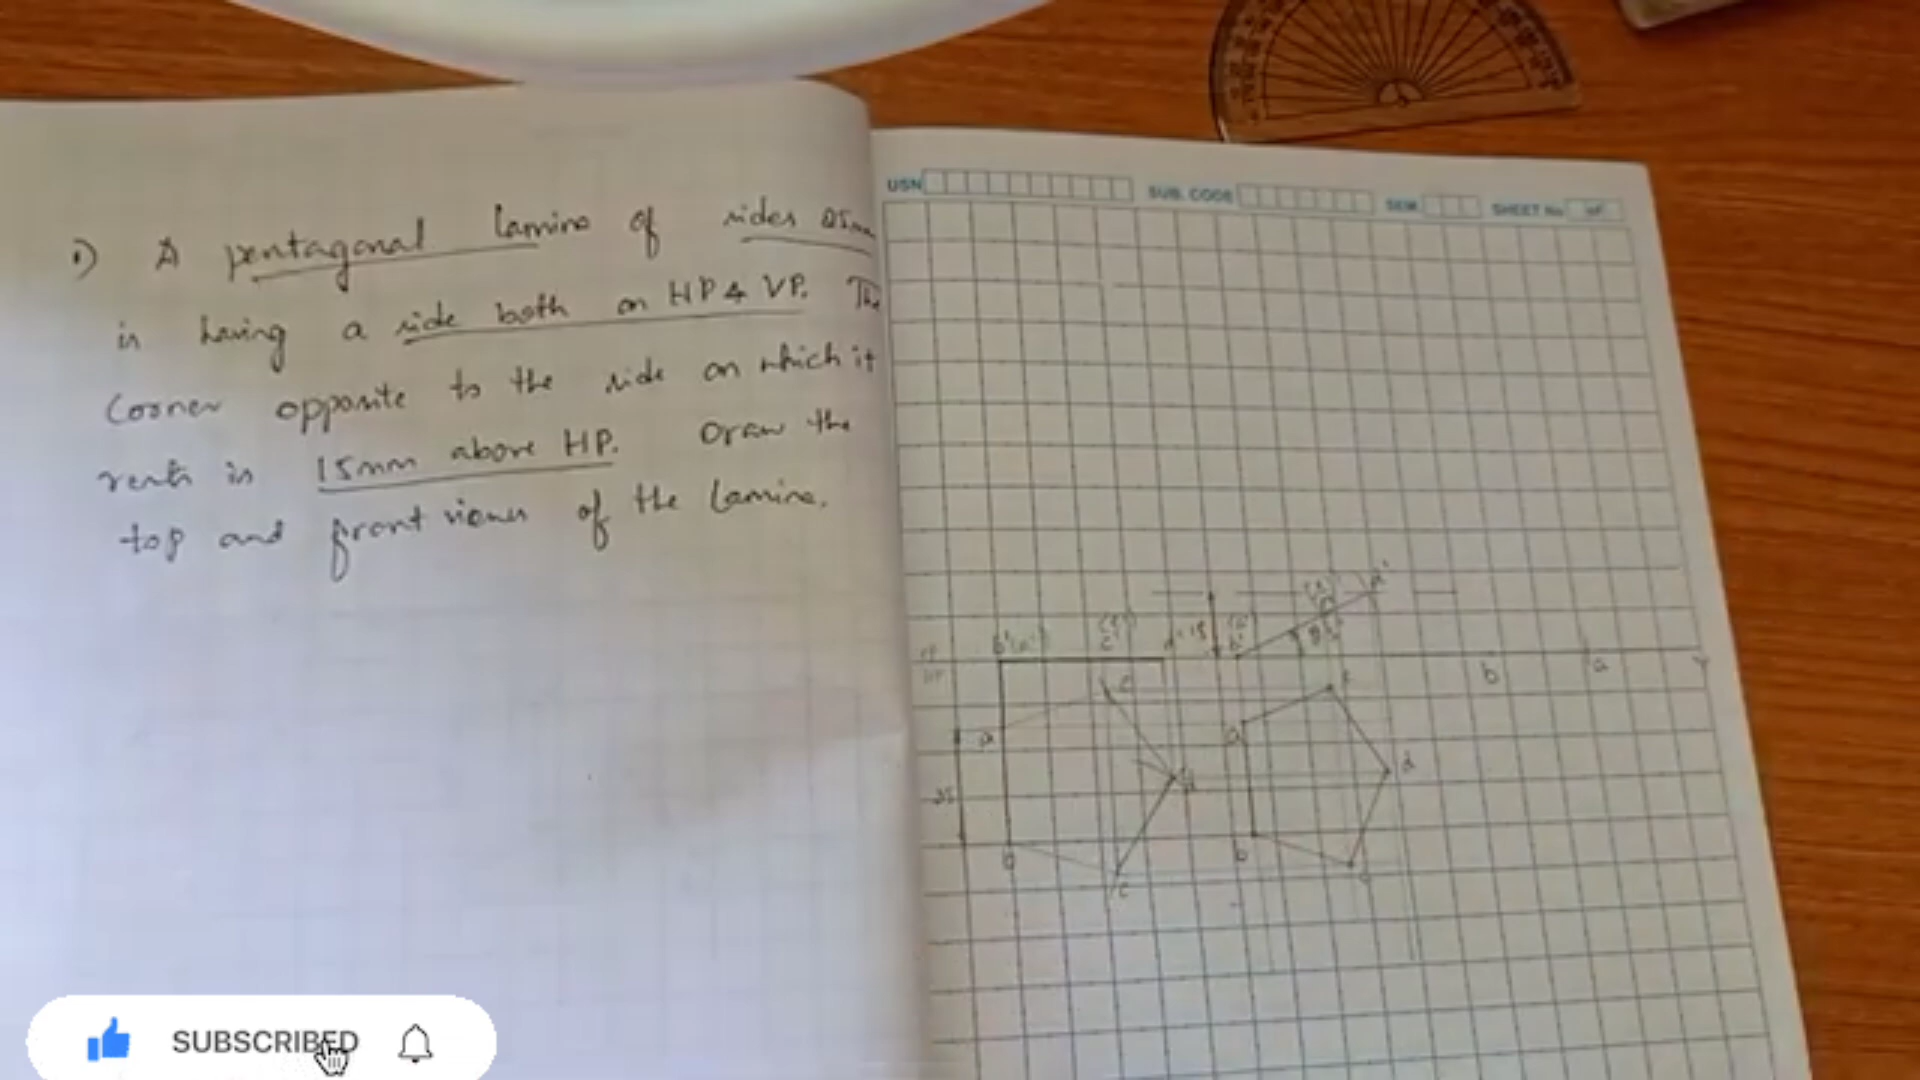 1) A pentagonal lamina of sides 25mm
is having a side both on HP & VP. The
corner opposite to the side on which it
rests is 15mm above HP. Draw the
top and front views of the lamina.
USN SUB. CODE SEM SHEET No
d'
b'(a') c' d' 15 b'
Y
b a
c
a a
d d
25
b b
c c
SUBSCRIBED